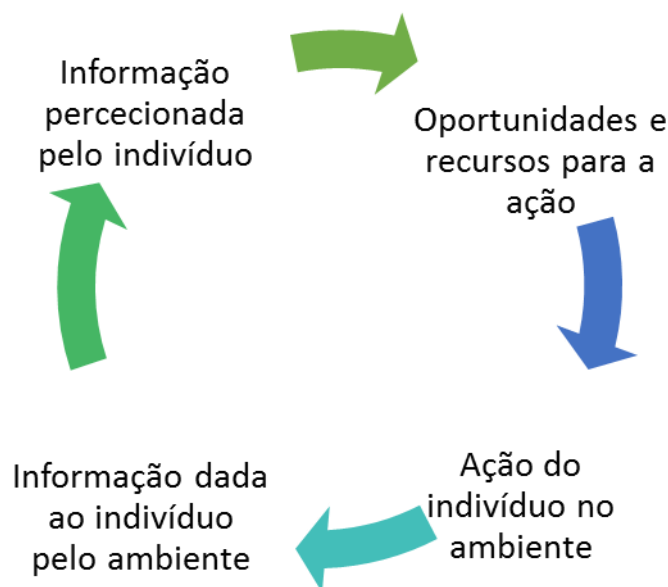 Informação
percecionada
pelo indivíduo
Oportunidades e
recursos para a
ação
Ação do
indivíduo no
ambiente
Informação dada
ao indivíduo
pelo ambiente